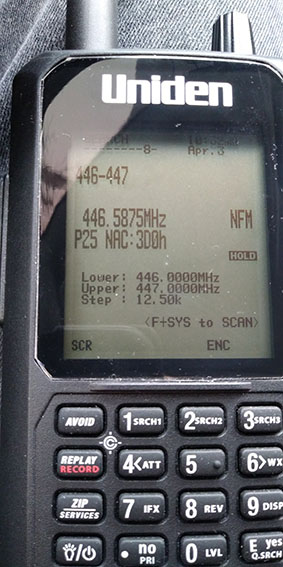 Uniden
--------8-
Apr.
446-447
446.5875MHz NFM
P25 NAC:3D0h
HOLD
Lower: 446.0000MHz
Upper: 447.0000MHz
Step : 12.50k
<F+SYS to SCAN>
SCR ENC
AVOID 1 SRCH1 2 SRCH2 3 SRCH3
REPLAY RECORD 4<ATT 5 6>WX
ZIP SERVICES 7 IFX 8 REV 9 DISP
. no PRI 0 LVL E yes Q.SRCH